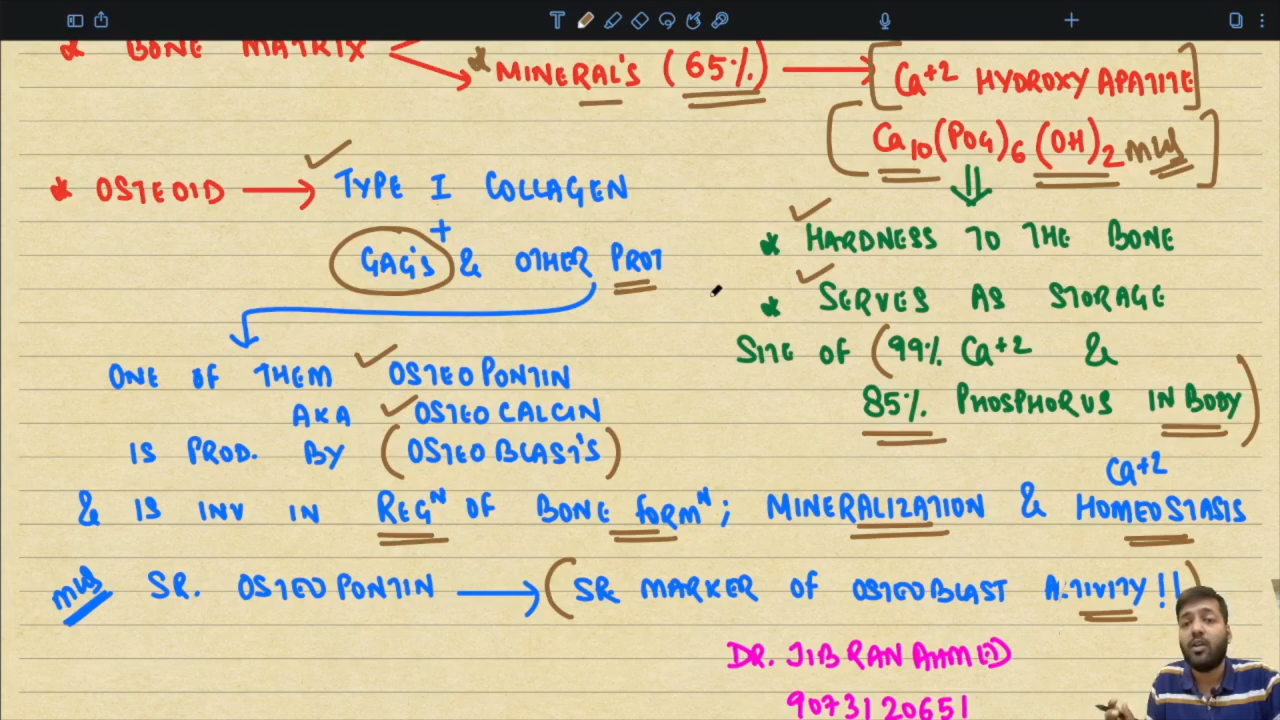 * BONE MATRIX
* MINERAL'S (65%) → [Ca+2 HYDROXY APATITE]
[Ca10(PO6)6(OH)2 MCQ]
* OSTEOID → TYPE I COLLAGEN
+
GAG'S & OTHER PROT
* HARDNESS TO THE BONE
* SERVES AS STORAGE
SITE OF (99% Ca+2 &
85% PHOSPHORUS IN BODY)
ONE OF THEM OSTEOPONTIN
AKA OSTEOCALCIN
IS PROD. BY (OSTEOBLAST'S)
& IS INV IN REGN OF BONE FORMN; MINERALIZATION & Ca+2 HOMEOSTASIS
MCQ SR. OSTEOPONTIN → (SR MARKER OF OSTEOBLAST ACTIVITY!!)
DR. JIBRAN AHMED
9073120651